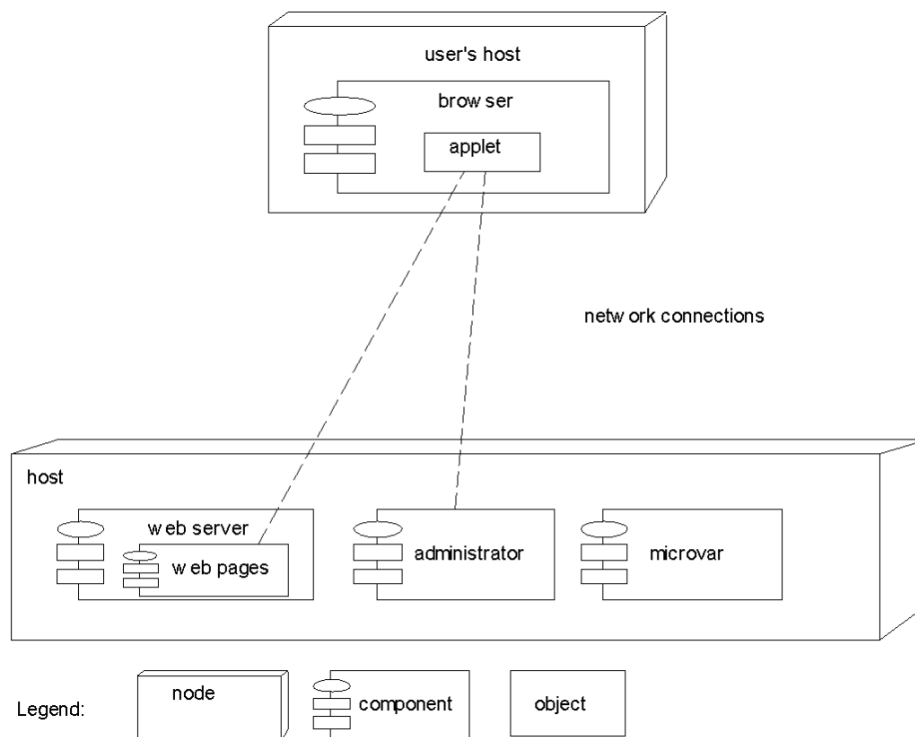 user's host
browser
applet
network connections
host
web server
web pages
administrator
microvar
Legend:
node
component
object